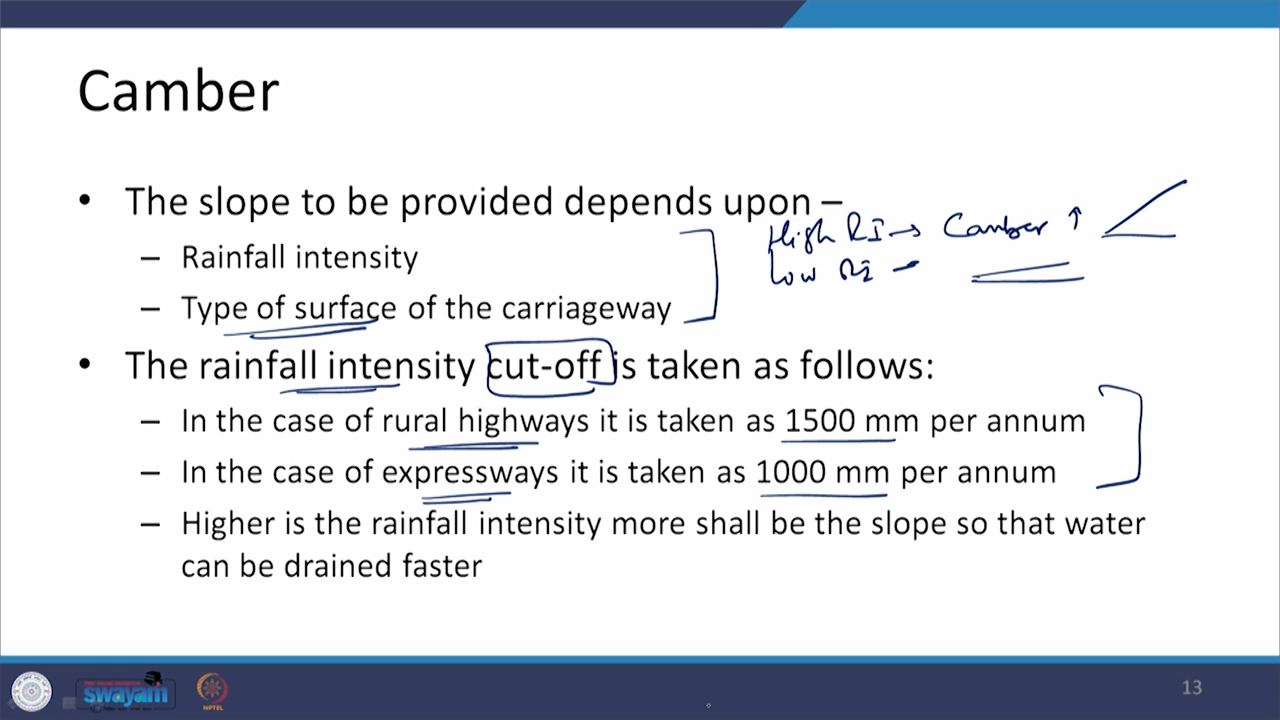 Camber
• The slope to be provided depends upon –
High RI → Camber ↑
– Rainfall intensity
Low RI –
– Type of surface of the carriageway
• The rainfall intensity cut-off is taken as follows:
– In the case of rural highways it is taken as 1500 mm per annum
– In the case of expressways it is taken as 1000 mm per annum
– Higher is the rainfall intensity more shall be the slope so that water
can be drained faster
swayam
NPTEL
13